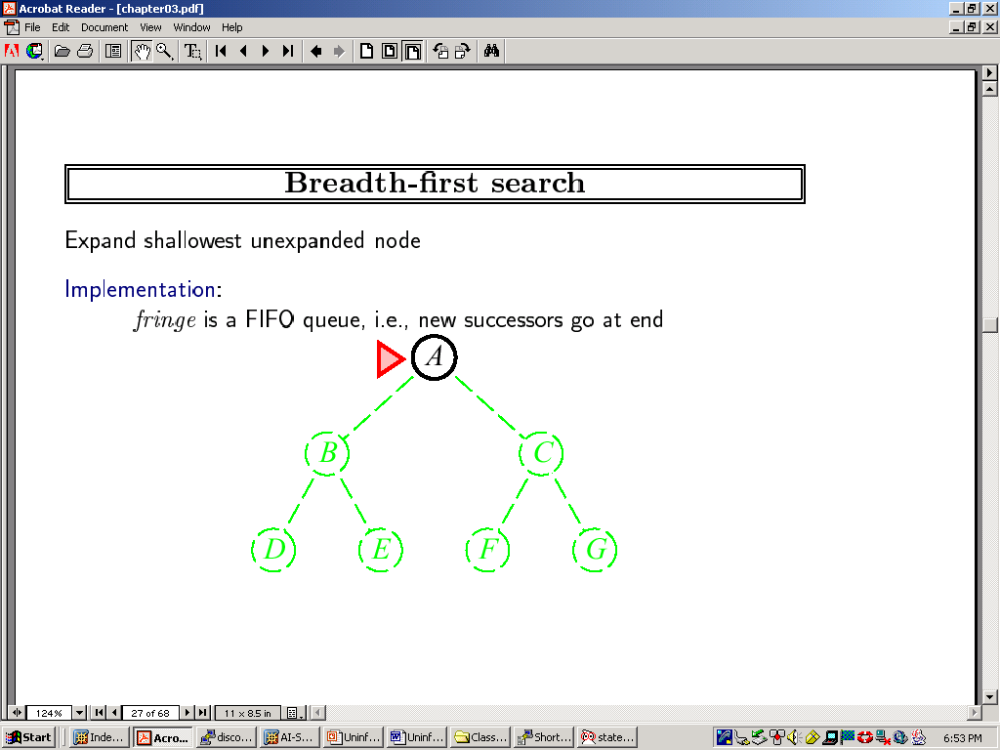 Acrobat Reader - [chapter03.pdf]
File Edit Document View Window Help
Breadth-first search
Expand shallowest unexpanded node
Implementation:
fringe is a FIFO queue, i.e., new successors go at end
A
B C
D E F G
124% 27 of 68 11 x 8.5 in
Start Inde... Acro... disco... AI-S... Uninf... Uninf... Class... Short... state... 6:53 PM